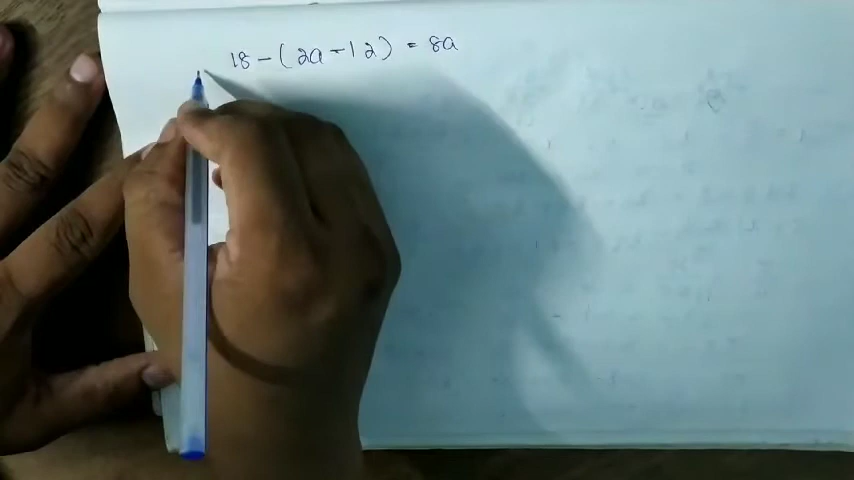 18 - (2a - 12) = 8a